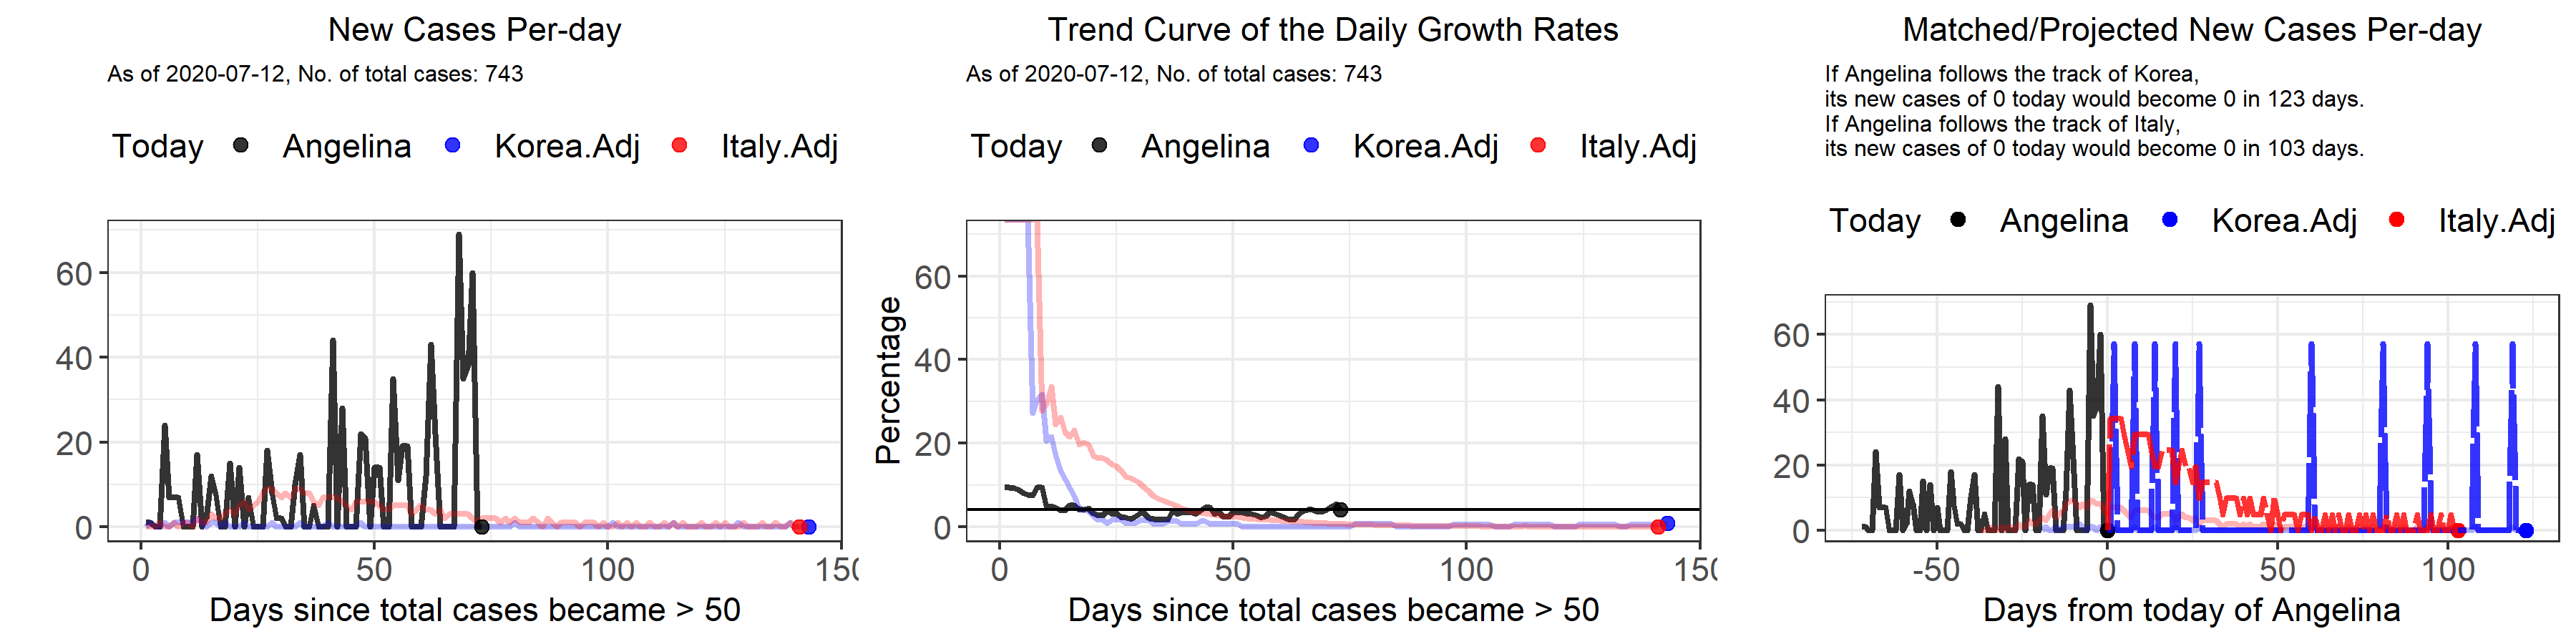 New Cases Per-day
As of 2020-07-12, No. of total cases: 743
Today Angelina Korea.Adj Italy.Adj
60
40
20
0
0 50 100 150
Days since total cases became > 50
Trend Curve of the Daily Growth Rates
As of 2020-07-12, No. of total cases: 743
Today Angelina Korea.Adj Italy.Adj
Percentage
60
40
20
0
0 50 100 150
Days since total cases became > 50
Matched/Projected New Cases Per-day
If Angelina follows the track of Korea,
its new cases of 0 today would become 0 in 123 days.
If Angelina follows the track of Italy,
its new cases of 0 today would become 0 in 103 days.
Today Angelina Korea.Adj Italy.Adj
60
40
20
0
-50 0 50 100
Days from today of Angelina